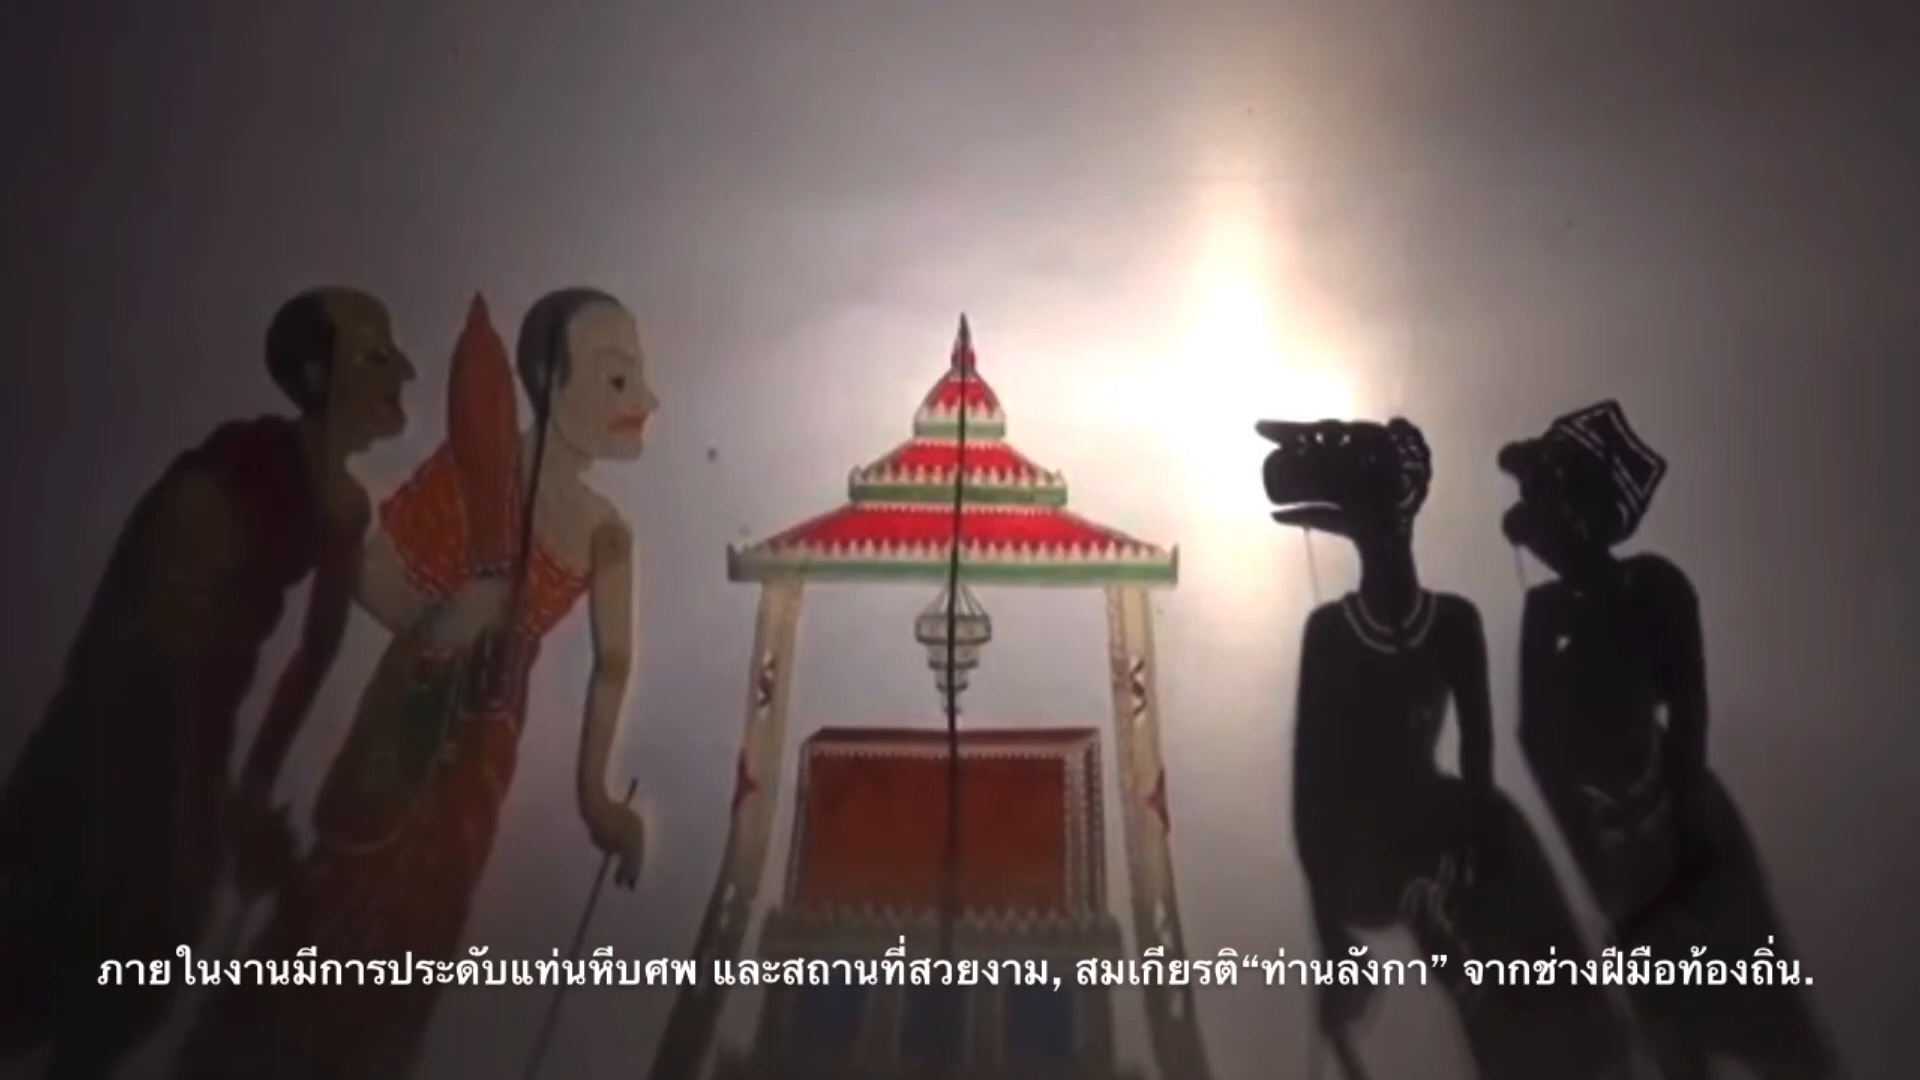 ภายในงานมีการประดับแท่นหีบศพ และสถานที่สวยงาม, สมเกียรติ“ท่านลังกา” จากช่างฝีมือท้องถิ่น.